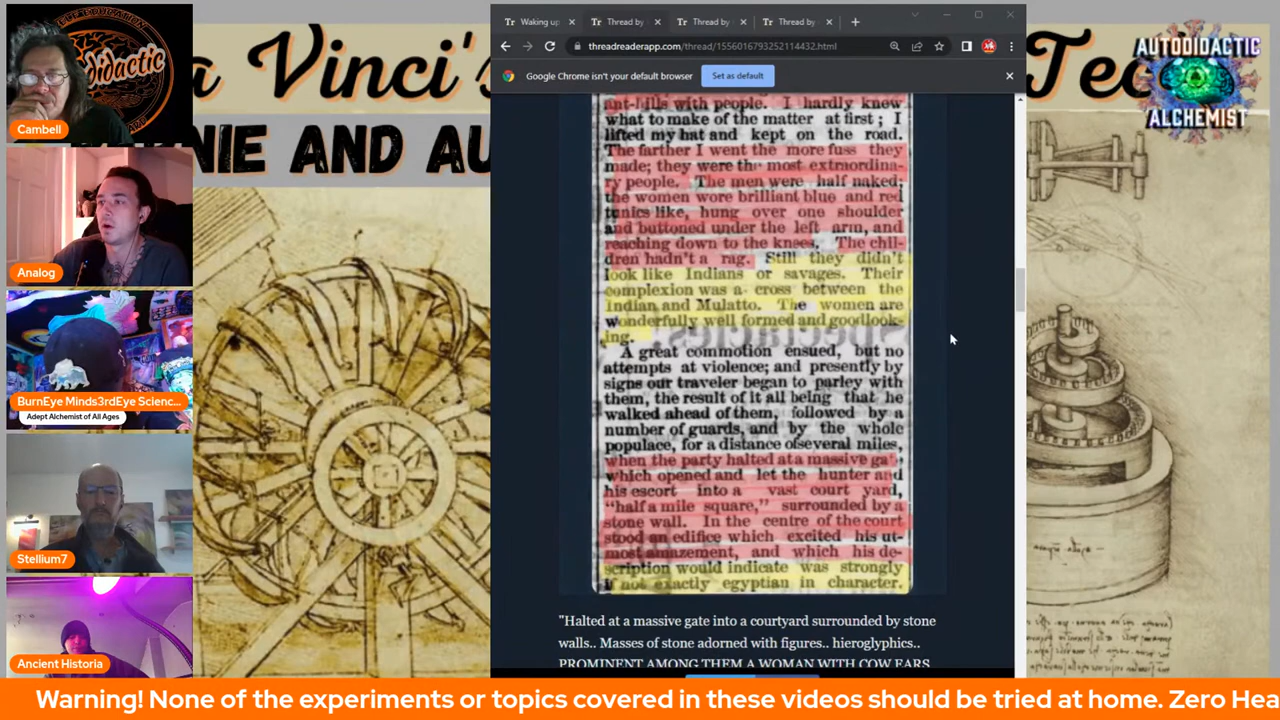 Cambell
Analog
BurnEye Minds3rdEye Scienc...
Adept Alchemist of All Ages
Stellium7
Ancient Historia
didactic
a Vinci's
Tec
NIE AND AU
AUTODIDACTIC
ALCHEMIST
Waking up
Thread by
Thread by
Thread by
threadreaderapp.com/thread/1556016793252114432.html
Google Chrome isn't your default browser
Set as default
ant-hills with people. I hardly knew
what to make of the matter at first; I
lifted my hat and kept on the road.
The farther I went the more fuss they
made; they were the most extraordina-
ry people. The men were half naked;
the women wore brilliant blue and red
tunics like, hung over one shoulder
and buttoned under the left arm, and
reaching down to the knees. The chil-
dren hadn't a rag. Still they didn't
look like Indians or savages. Their
complexion was a cross between the
Indian and Mulatto. The women are
wonderfully well formed and goodlook-
ing.
A great commotion ensued, but no
attempts at violence; and presently by
signs our traveler began to parley with
them, the result of it all being that he
walked ahead of them, followed by a
number of guards, and by the whole
populace, for a distance of several miles,
when the party halted at a massive gat
which opened and let the hunter and
his escort into a vast court yard,
"half a mile square," surrounded by a
stone wall. In the centre of the court
stood an edifice which excited his ut-
most amazement, and which his de-
scription would indicate was strongly
if not exactly egyptian in character.
"Halted at a massive gate into a courtyard surrounded by stone
walls.. Masses of stone adorned with figures.. hieroglyphics..
PROMINENT AMONG THEM A WOMAN WITH COW EARS
Warning! None of the experiments or topics covered in these videos should be tried at home. Zero Hea